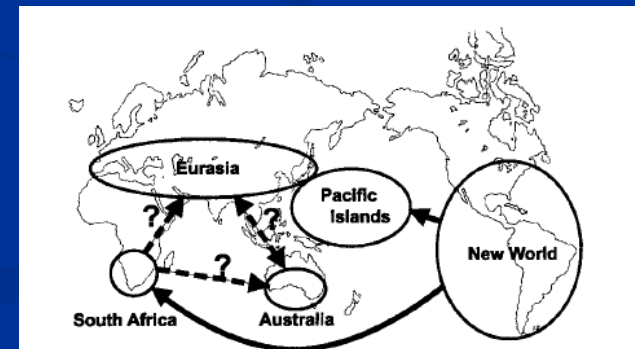 Eurasia
Pacific
Islands
?
?
?
New World
South Africa
Australia